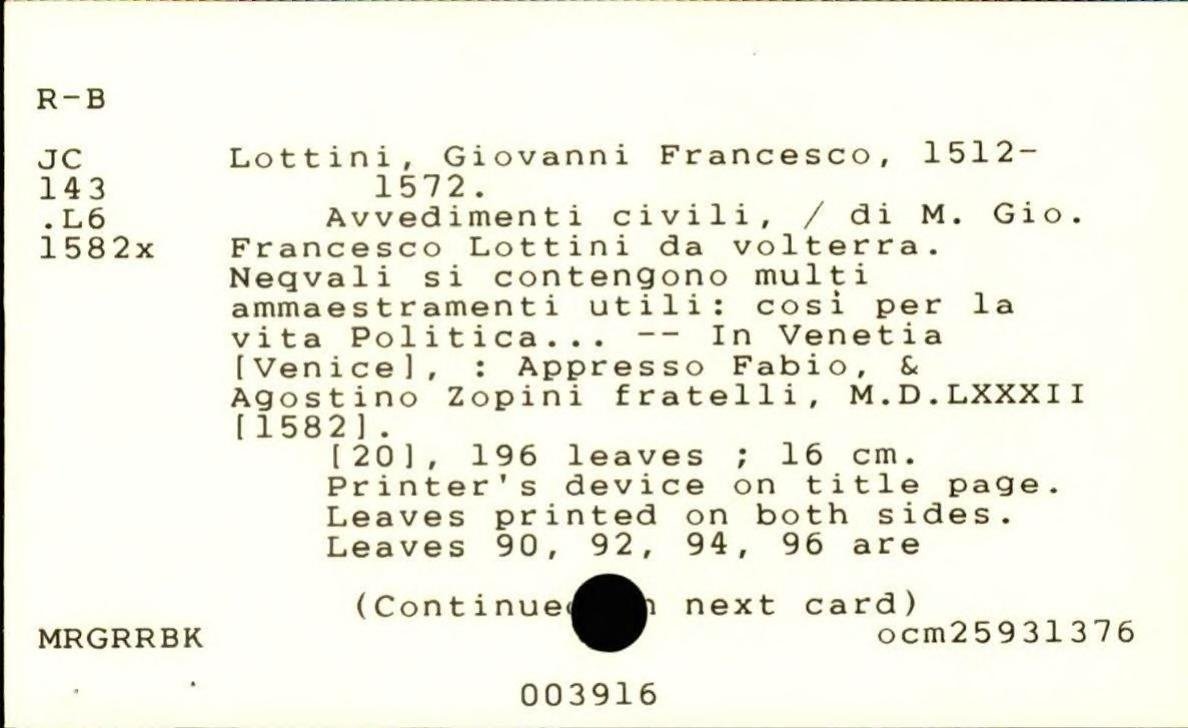 R-B
JC Lottini, Giovanni Francesco, 1512-
143 1572.
.L6 Avvedimenti civili, / di M. Gio.
1582x Francesco Lottini da volterra.
Neqvali si contengono multi
ammaestramenti utili: così per la
vita Politica... -- In Venetia
[Venice], : Appresso Fabio, &
Agostino Zopini fratelli, M.D.LXXXII
[1582].
[20], 196 leaves ; 16 cm.
Printer's device on title page.
Leaves printed on both sides.
Leaves 90, 92, 94, 96 are
(Continue next card)
MRGRRBK ocm25931376
003916